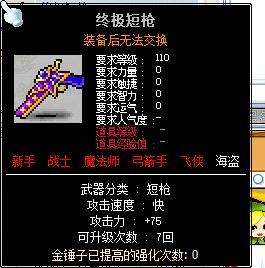 终极短枪
装备后无法交换
要求等级: 110
要求力量: 0
要求敏捷: 0
要求智力: 0
要求运气: 0
要求人气度: -
道具等级: -
道具经验值: -
新手 战士 魔法师 弓箭手 飞侠 海盗
武器分类 : 短枪
攻击速度 : 快
攻击力 : +75
可升级次数 : 7回
金锤子已提高的强化次数: 0